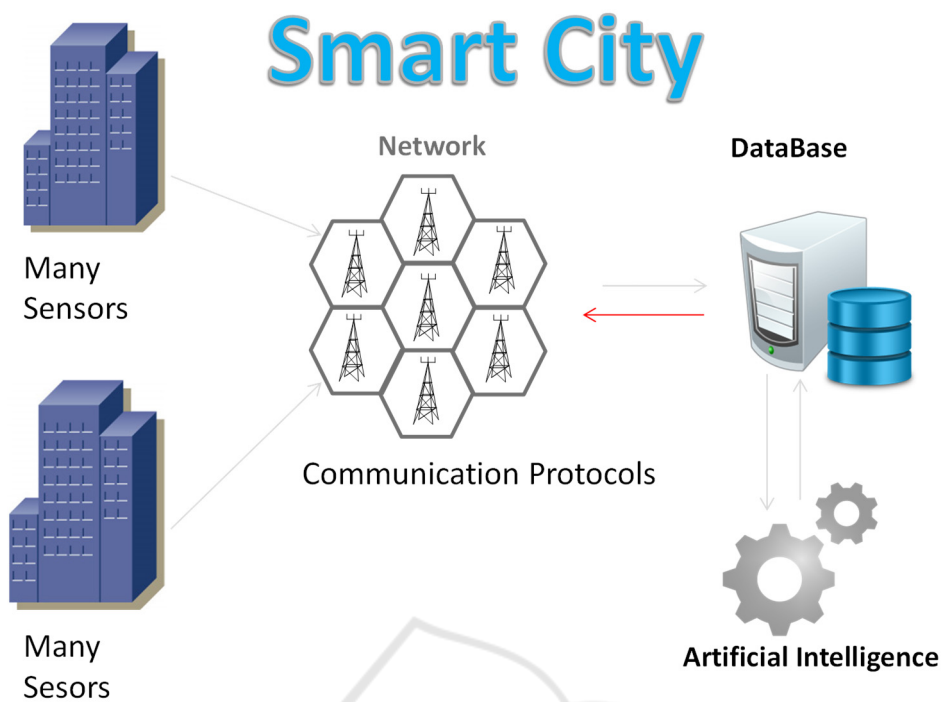 Smart City
Network
DataBase
Many
Sensors
Communication Protocols
Many
Sesors
Artificial Intelligence